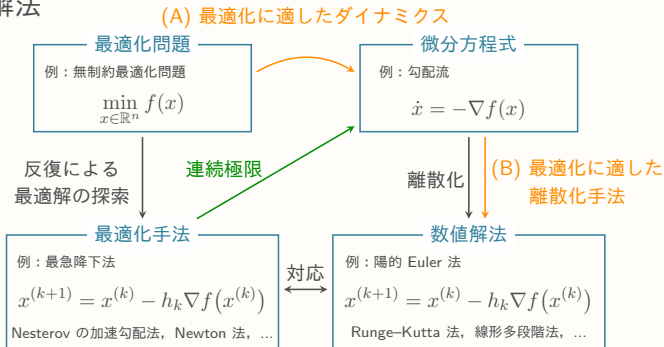 解法
(A) 最適化に適したダイナミクス
最適化問題
例：無制約最適化問題
min f(x)
x∈ℝⁿ
微分方程式
例：勾配流
ẋ = −∇f(x)
反復による
最適解の探索
連続極限
離散化
(B) 最適化に適した
離散化手法
最適化手法
例：最急降下法
x^(k+1) = x^(k) − h_k∇f(x^(k))
Nesterov の加速勾配法，Newton 法，...
対応
数値解法
例：陽的 Euler 法
x^(k+1) = x^(k) − h_k∇f(x^(k))
Runge–Kutta 法，線形多段階法，...